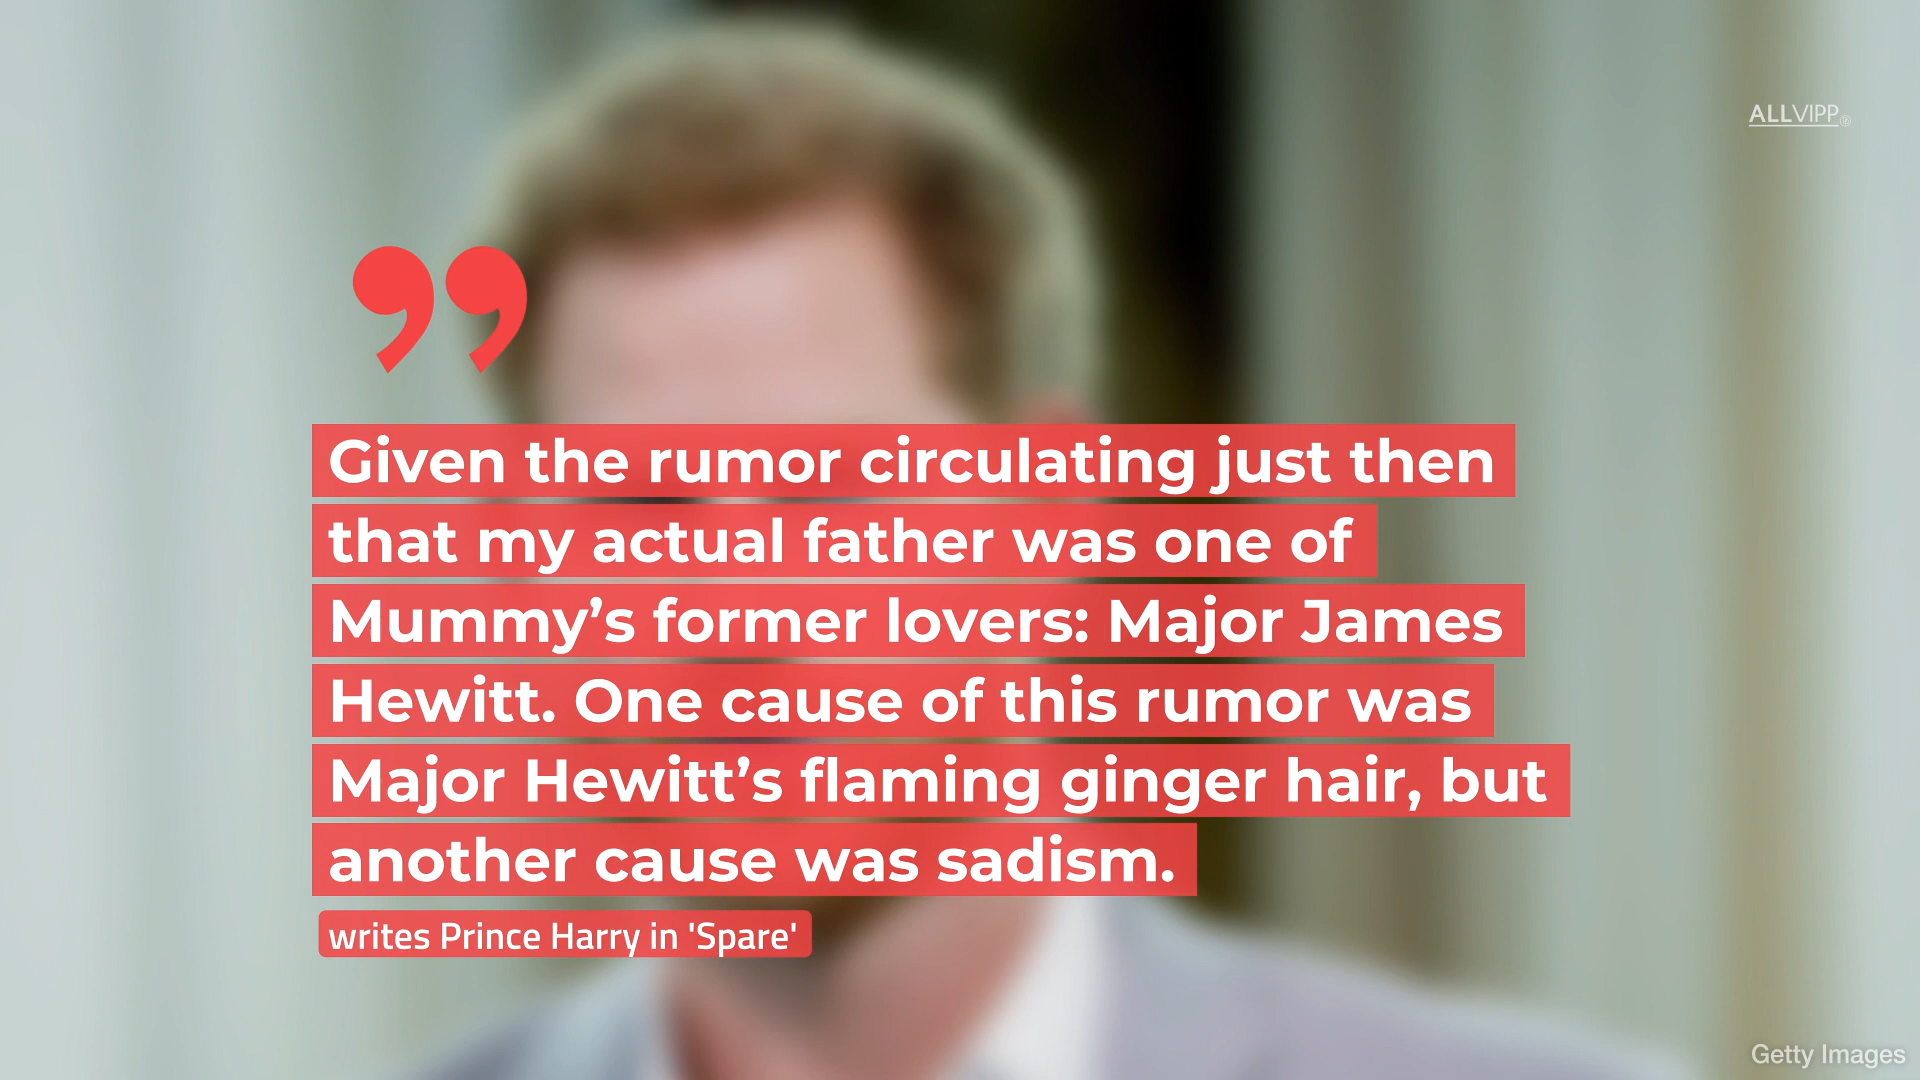 ALLVIPP
Given the rumor circulating just then
that my actual father was one of
Mummy’s former lovers: Major James
Hewitt. One cause of this rumor was
Major Hewitt’s flaming ginger hair, but
another cause was sadism.
writes Prince Harry in 'Spare'
Getty Images